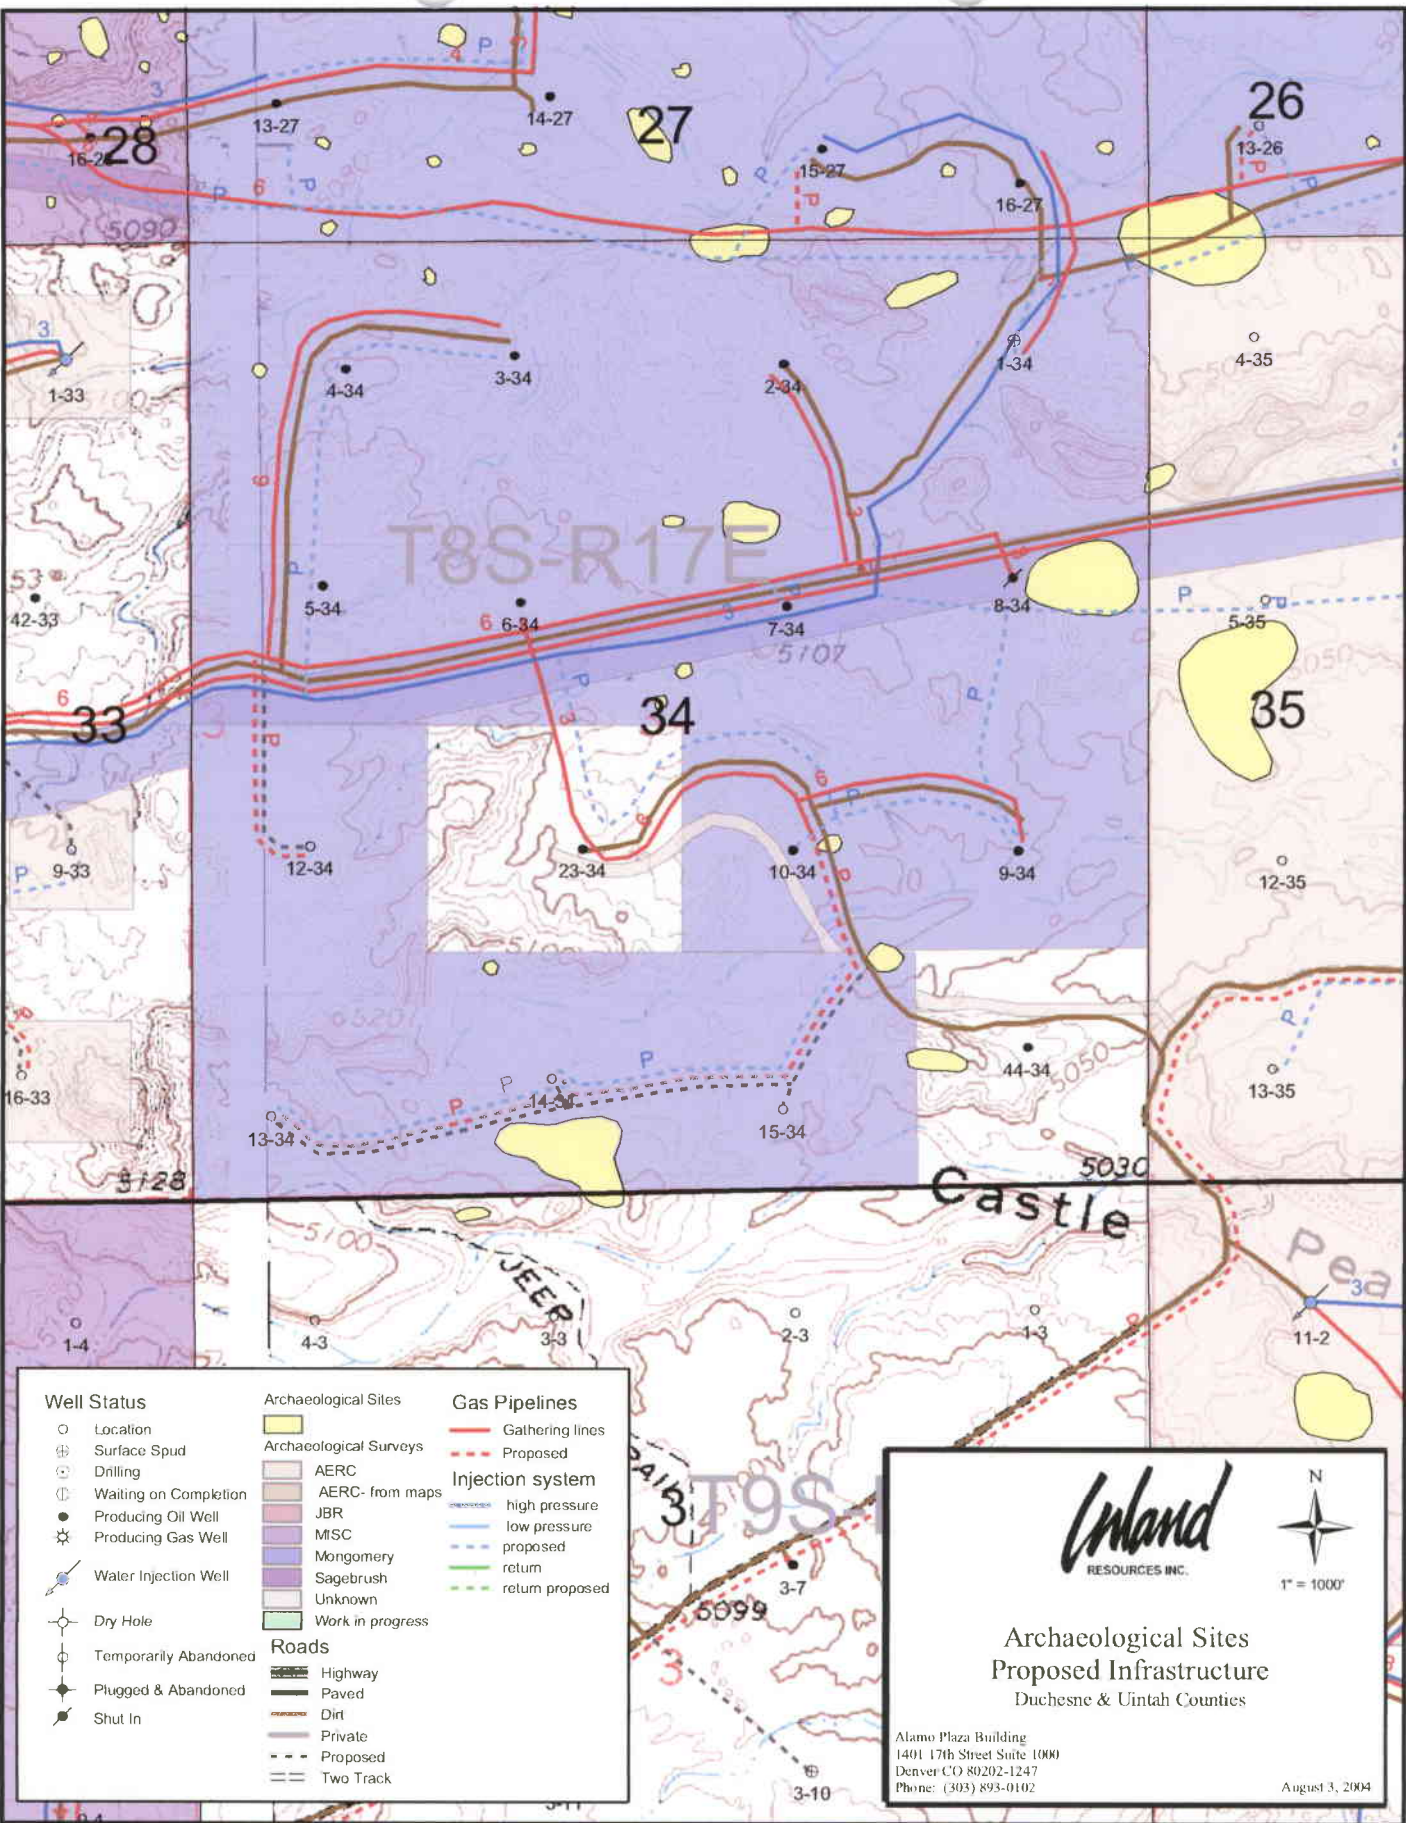 26
27
28
13-27
14-27
15-27
16-27
13-26
5090
3
6
P
1-33
4-34
3-34
2-34
1-34
4-35
T8S-R17E
42-33
5-34
6-34
7-34
8-34
5-35
5107
5050
33
34
35
9-33
12-34
23-34
10-34
9-34
12-35
16-33
13-34
15-34
44-34
5050
13-35
5128
5030
Castle
Pea
5100
JEEP
1-4
4-3
3-3
2-3
1-3
11-2
3
T9S-
3-7
5099
3-10
Well Status
Location
Surface Spud
Drilling
Waiting on Completion
Producing Oil Well
Producing Gas Well
Water Injection Well
Dry Hole
Temporarily Abandoned
Plugged & Abandoned
Shut In
Archaeological Sites
Archaeological Surveys
AERC
AERC- from maps
JBR
MISC
Mongomery
Sagebrush
Unknown
Work in progress
Roads
Highway
Paved
Dirt
Private
Proposed
Two Track
Gas Pipelines
Gathering lines
Proposed
Injection system
high pressure
low pressure
proposed
return
return proposed
Inland
RESOURCES INC.
N
1" = 1000'
Archaeological Sites
Proposed Infrastructure
Duchesne & Uintah Counties
Alamo Plaza Building
1401 17th Street Suite 1000
Denver CO 80202-1247
Phone: (303) 893-0102
August 3, 2004